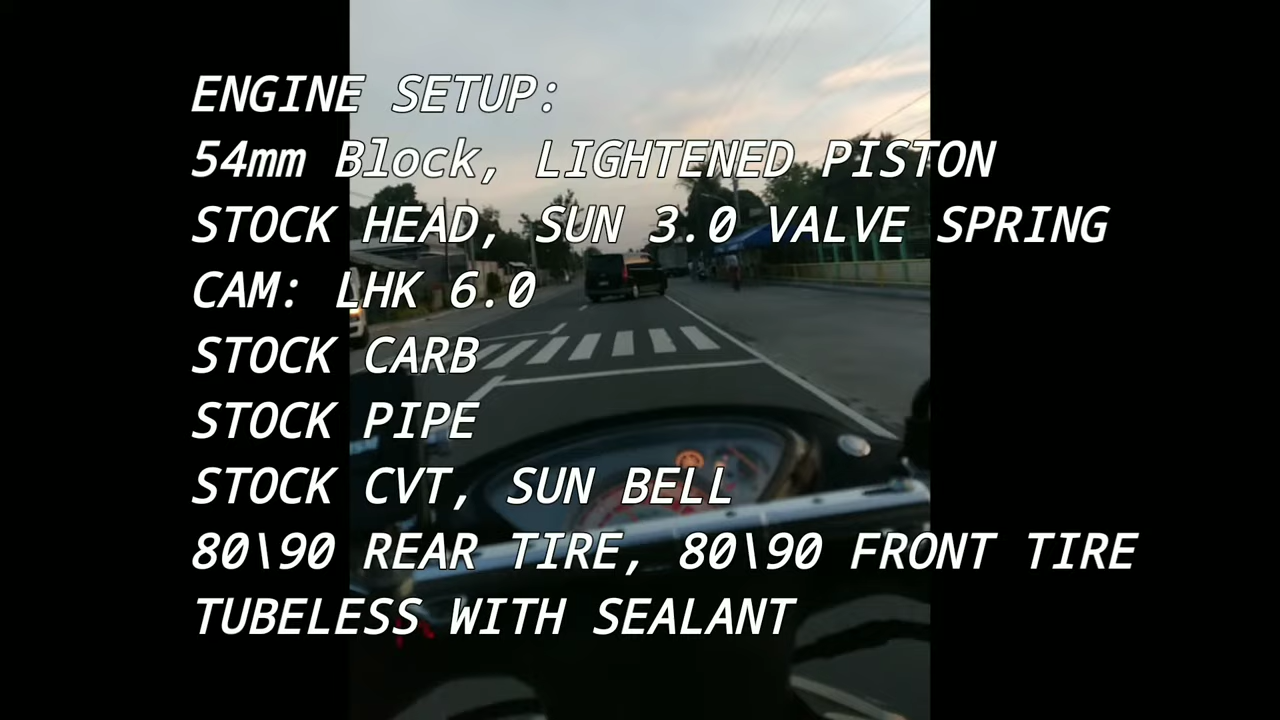 ENGINE SETUP:
54mm Block, LIGHTENED PISTON
STOCK HEAD, SUN 3.0 VALVE SPRING
CAM: LHK 6.0
STOCK CARB
STOCK PIPE
STOCK CVT, SUN BELL
80\90 REAR TIRE, 80\90 FRONT TIRE
TUBELESS WITH SEALANT